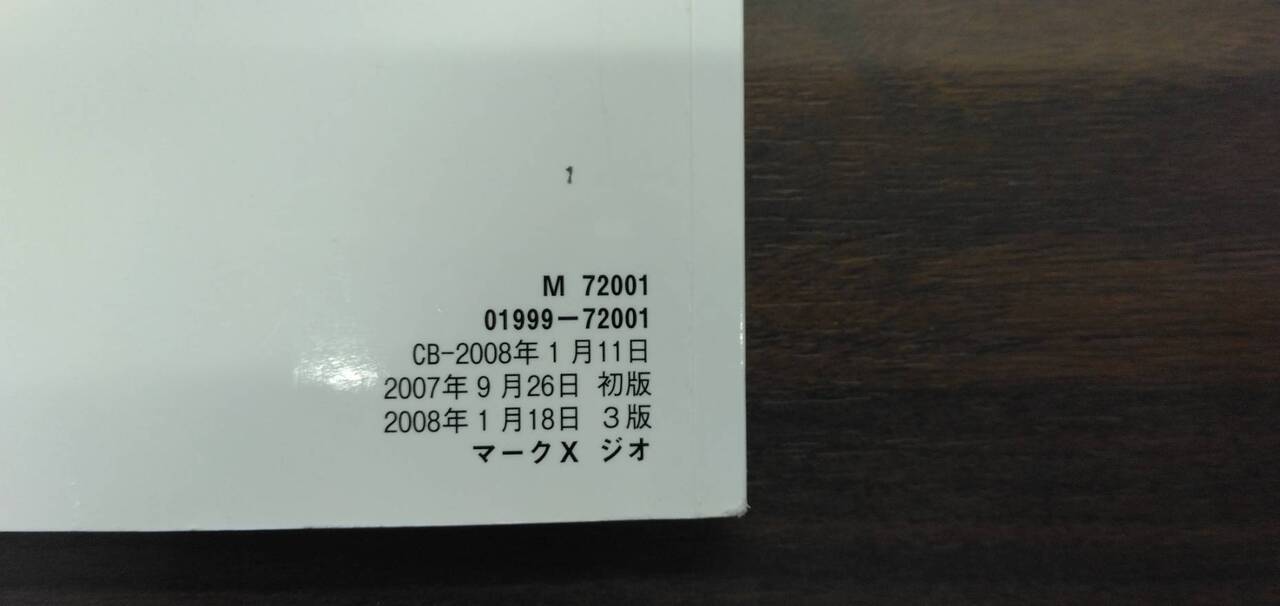 1
M 72001
01999－72001
CB-2008年1月11日
2007年9月26日 初版
2008年1月18日 3版
マークX ジオ